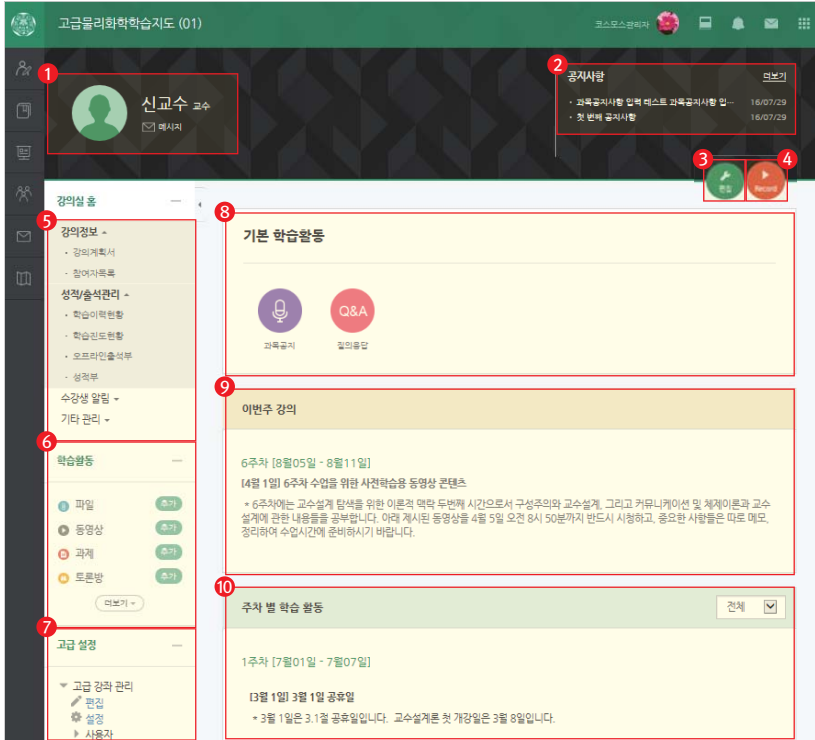 고급물리화학학습지도 (01)
코스모스관리자
1
신교수 교수
메시지
2
공지사항
더보기
· 과목공지사항 입력 테스트 과목공지사항 입… 16/07/29
· 첫 번째 공지사항 16/07/29
3
편집
4
Record
강의실 홈
5
강의정보
· 강의계획서
· 참여자목록
성적/출석관리
· 학습이력현황
· 학습진도현황
· 오프라인출석부
· 성적부
수강생 알림
기타 관리
6
학습활동
파일 추가
동영상 추가
과제 추가
토론방 추가
더보기
7
고급 설정
고급 강좌 관리
편집
설정
사용자
8
기본 학습활동
과목공지
Q&A
질의응답
9
이번주 강의
6주차 [8월05일 - 8월11일]
[4월 1일] 6주차 수업을 위한 사전학습용 동영상 콘텐츠
* 6주차에는 교수설계 탐색을 위한 이론적 맥락 두번째 시간으로서 구성주의와 교수설계, 그리고 커뮤니케이션 및 체제이론과 교수
설계에 관한 내용들을 공부합니다. 아래 제시된 동영상을 4월 5일 오전 8시 50분까지 반드시 시청하고, 중요한 사항들은 따로 메모,
정리하여 수업시간에 준비하시기 바랍니다.
10
주차 별 학습 활동
전체
1주차 [7월01일 - 7월07일]
[3월 1일] 3월 1일 공휴일
* 3월 1일은 3.1절 공휴일입니다. 교수설계론 첫 개강일은 3월 8일입니다.